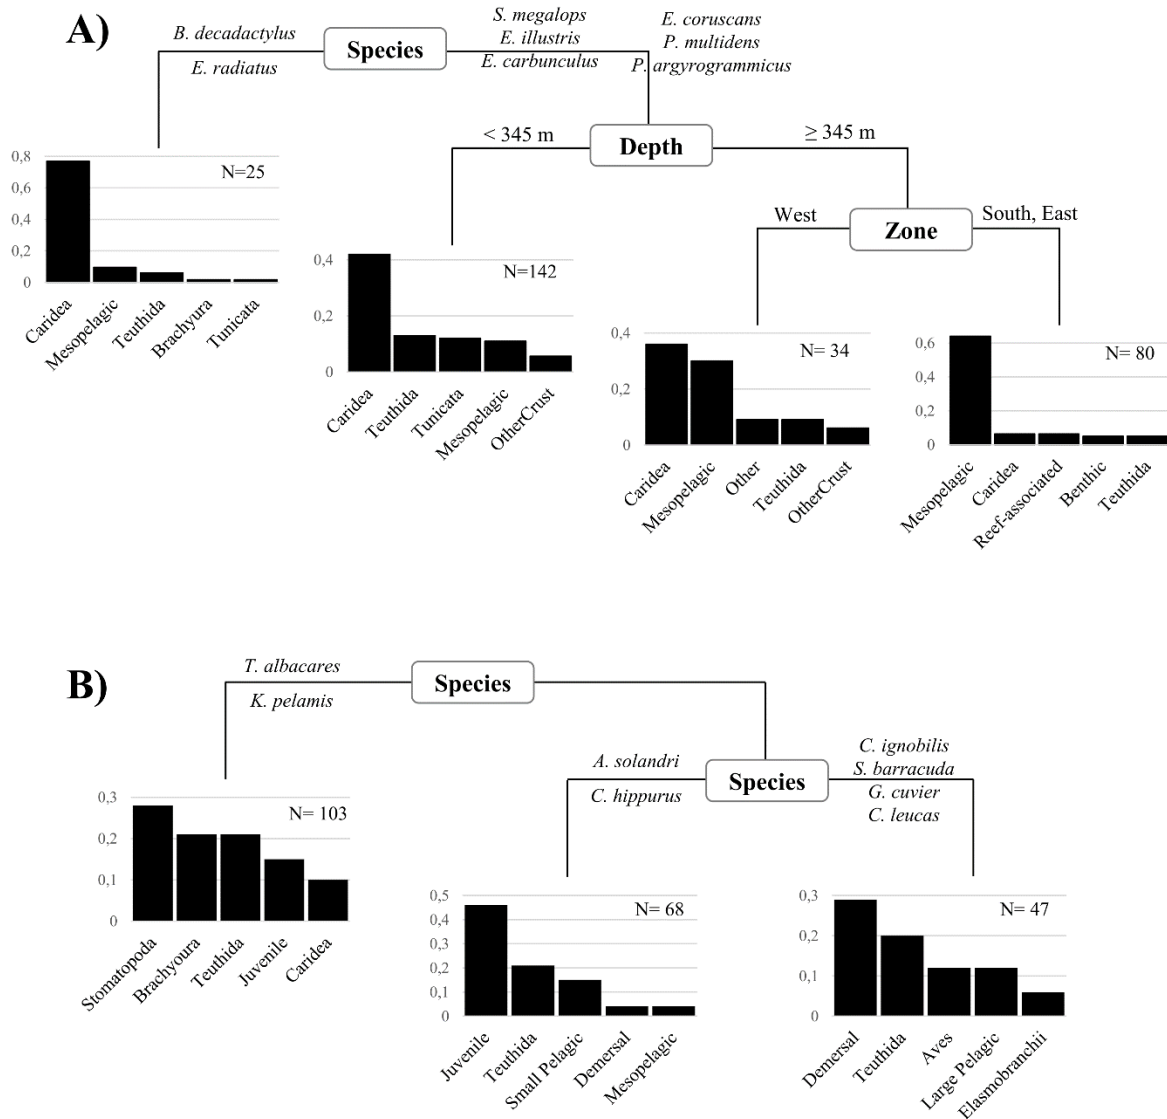 A)
B. decadactylus
E. radiatus
Species
S. megalops
E. illustris
E. carbunculus
E. coruscans
P. multidens
P. argyrogrammicus
< 345 m
Depth
≥ 345 m
West
Zone
South, East
0,8
0,6
0,4
0,2
0
N=25
Caridea
Mesopelagic
Teuthida
Brachyura
Tunicata
0,4
0,2
0
N=142
Caridea
Teuthida
Tunicata
Mesopelagic
OtherCrust
0,4
0,2
0
N= 34
Caridea
Mesopelagic
Other
Teuthida
OtherCrust
0,6
0,4
0,2
0
N= 80
Mesopelagic
Caridea
Reef-associated
Benthic
Teuthida
B)
T. albacares
K. pelamis
Species
A. solandri
C. hippurus
Species
C. ignobilis
S. barracuda
G. cuvier
C. leucas
0,3
0,2
0,1
0
N= 103
Stomatopoda
Brachyoura
Teuthida
Juvenile
Caridea
0,5
0,4
0,3
0,2
0,1
0
N= 68
Juvenile
Teuthida
Small Pelagic
Demersal
Mesopelagic
0,3
0,2
0,1
0
N= 47
Demersal
Teuthida
Aves
Large Pelagic
Elasmobranchii